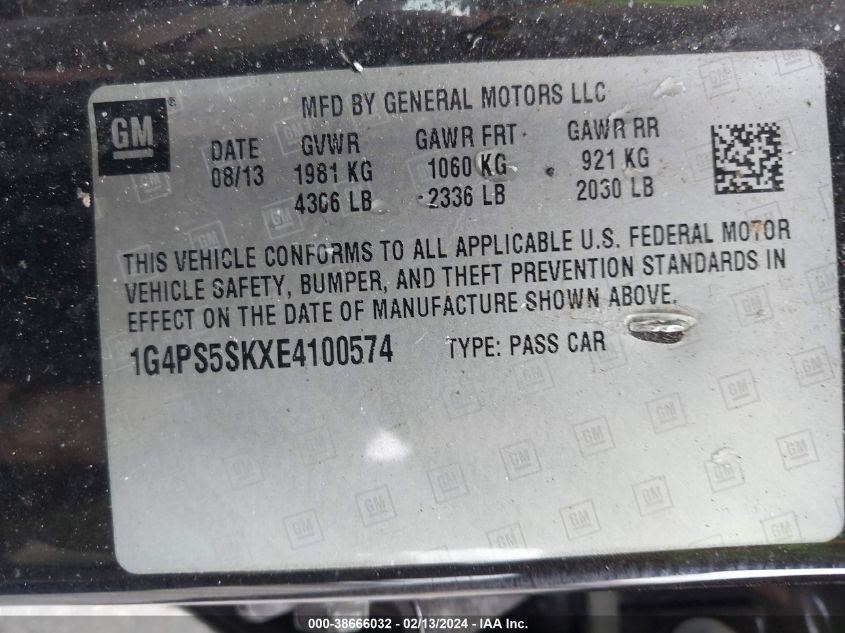 MFD BY GENERAL MOTORS LLC
GM
DATE GVWR GAWR FRT GAWR RR
08/13 1981 KG 1060 KG 921 KG
4366 LB 2336 LB 2030 LB
THIS VEHICLE CONFORMS TO ALL APPLICABLE U.S. FEDERAL MOTOR
VEHICLE SAFETY, BUMPER, AND THEFT PREVENTION STANDARDS IN
EFFECT ON THE DATE OF MANUFACTURE SHOWN ABOVE.
1G4PS5SKXE4100574 TYPE: PASS CAR
000-38666032 - 02/13/2024 - IAA Inc.